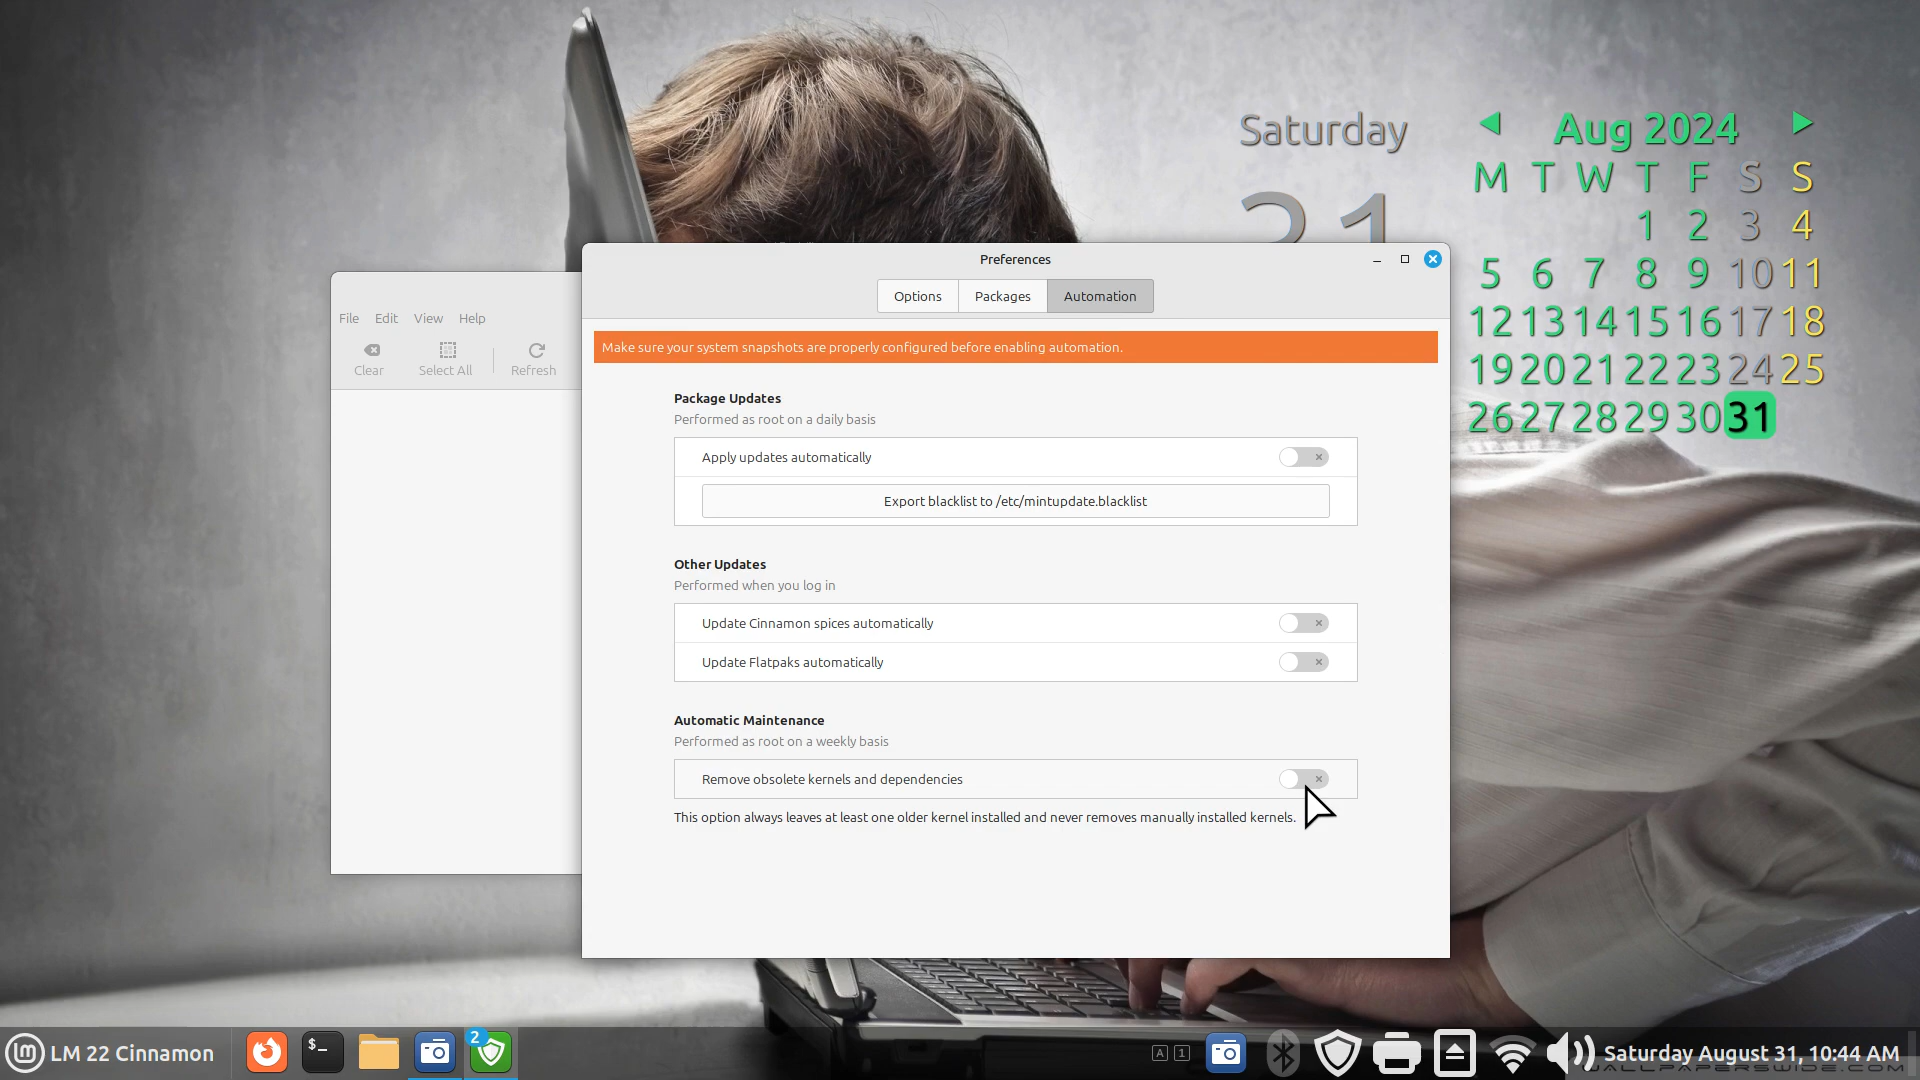 Saturday
31
Aug 2024
M T W T F S S
1 2 3 4
5 6 7 8 9 10 11
12 13 14 15 16 17 18
19 20 21 22 23 24 25
26 27 28 29 30 31
File Edit View Help
Clear Select All Refresh
Preferences
Options Packages Automation
Make sure your system snapshots are properly configured before enabling automation.
Package Updates
Performed as root on a daily basis
Apply updates automatically
Export blacklist to /etc/mintupdate.blacklist
Other Updates
Performed when you log in
Update Cinnamon spices automatically
Update Flatpaks automatically
Automatic Maintenance
Performed as root on a weekly basis
Remove obsolete kernels and dependencies
This option always leaves at least one older kernel installed and never removes manually installed kernels.
LM 22 Cinnamon
$_
2
A 1
Saturday August 31, 10:44 AM
WALLPAPERSWIDE.COM